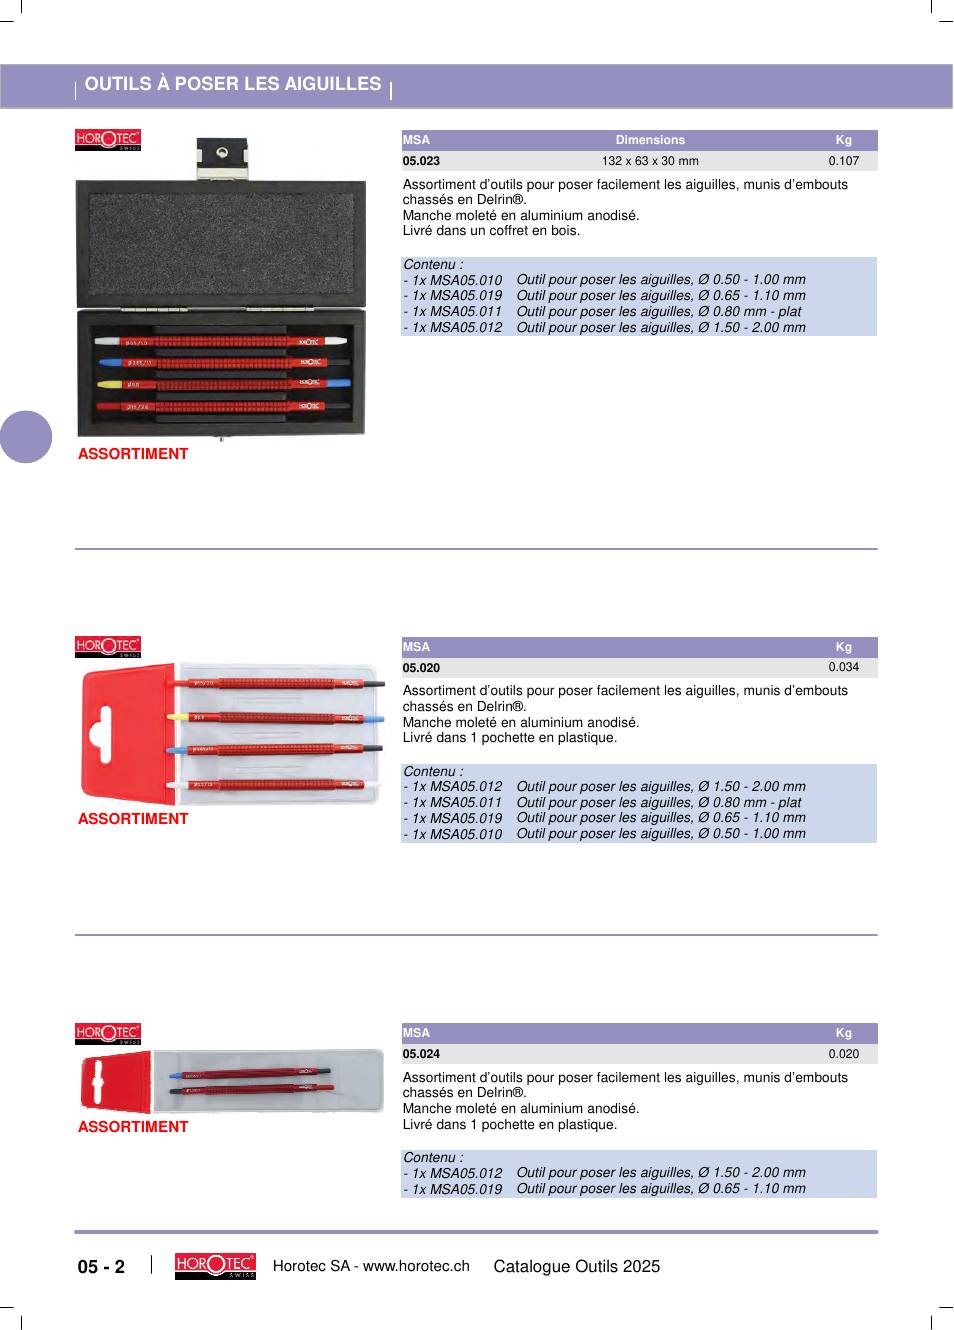 OUTILS À POSER LES AIGUILLES
HOROTEC®
SWISS
MSA Dimensions Kg
05.023 132 x 63 x 30 mm 0.107
Assortiment d’outils pour poser facilement les aiguilles, munis d’embouts
chassés en Delrin®.
Manche moleté en aluminium anodisé.
Livré dans un coffret en bois.
Contenu :
- 1x MSA05.010 Outil pour poser les aiguilles, Ø 0.50 - 1.00 mm
- 1x MSA05.019 Outil pour poser les aiguilles, Ø 0.65 - 1.10 mm
- 1x MSA05.011 Outil pour poser les aiguilles, Ø 0.80 mm - plat
- 1x MSA05.012 Outil pour poser les aiguilles, Ø 1.50 - 2.00 mm
HOROTEC
HOROTEC
HOROTEC
HOROTEC
ASSORTIMENT
HOROTEC®
SWISS
MSA Kg
05.020 0.034
Assortiment d’outils pour poser facilement les aiguilles, munis d’embouts
chassés en Delrin®.
Manche moleté en aluminium anodisé.
Livré dans 1 pochette en plastique.
Contenu :
- 1x MSA05.012 Outil pour poser les aiguilles, Ø 1.50 - 2.00 mm
- 1x MSA05.011 Outil pour poser les aiguilles, Ø 0.80 mm - plat
- 1x MSA05.019 Outil pour poser les aiguilles, Ø 0.65 - 1.10 mm
- 1x MSA05.010 Outil pour poser les aiguilles, Ø 0.50 - 1.00 mm
HOROTEC
HOROTEC
HOROTEC
HOROTEC
ASSORTIMENT
HOROTEC®
SWISS
MSA Kg
05.024 0.020
Assortiment d’outils pour poser facilement les aiguilles, munis d’embouts
chassés en Delrin®.
Manche moleté en aluminium anodisé.
Livré dans 1 pochette en plastique.
Contenu :
- 1x MSA05.012 Outil pour poser les aiguilles, Ø 1.50 - 2.00 mm
- 1x MSA05.019 Outil pour poser les aiguilles, Ø 0.65 - 1.10 mm
ASSORTIMENT
05 - 2 HOROTEC® SWISS Horotec SA - www.horotec.ch Catalogue Outils 2025